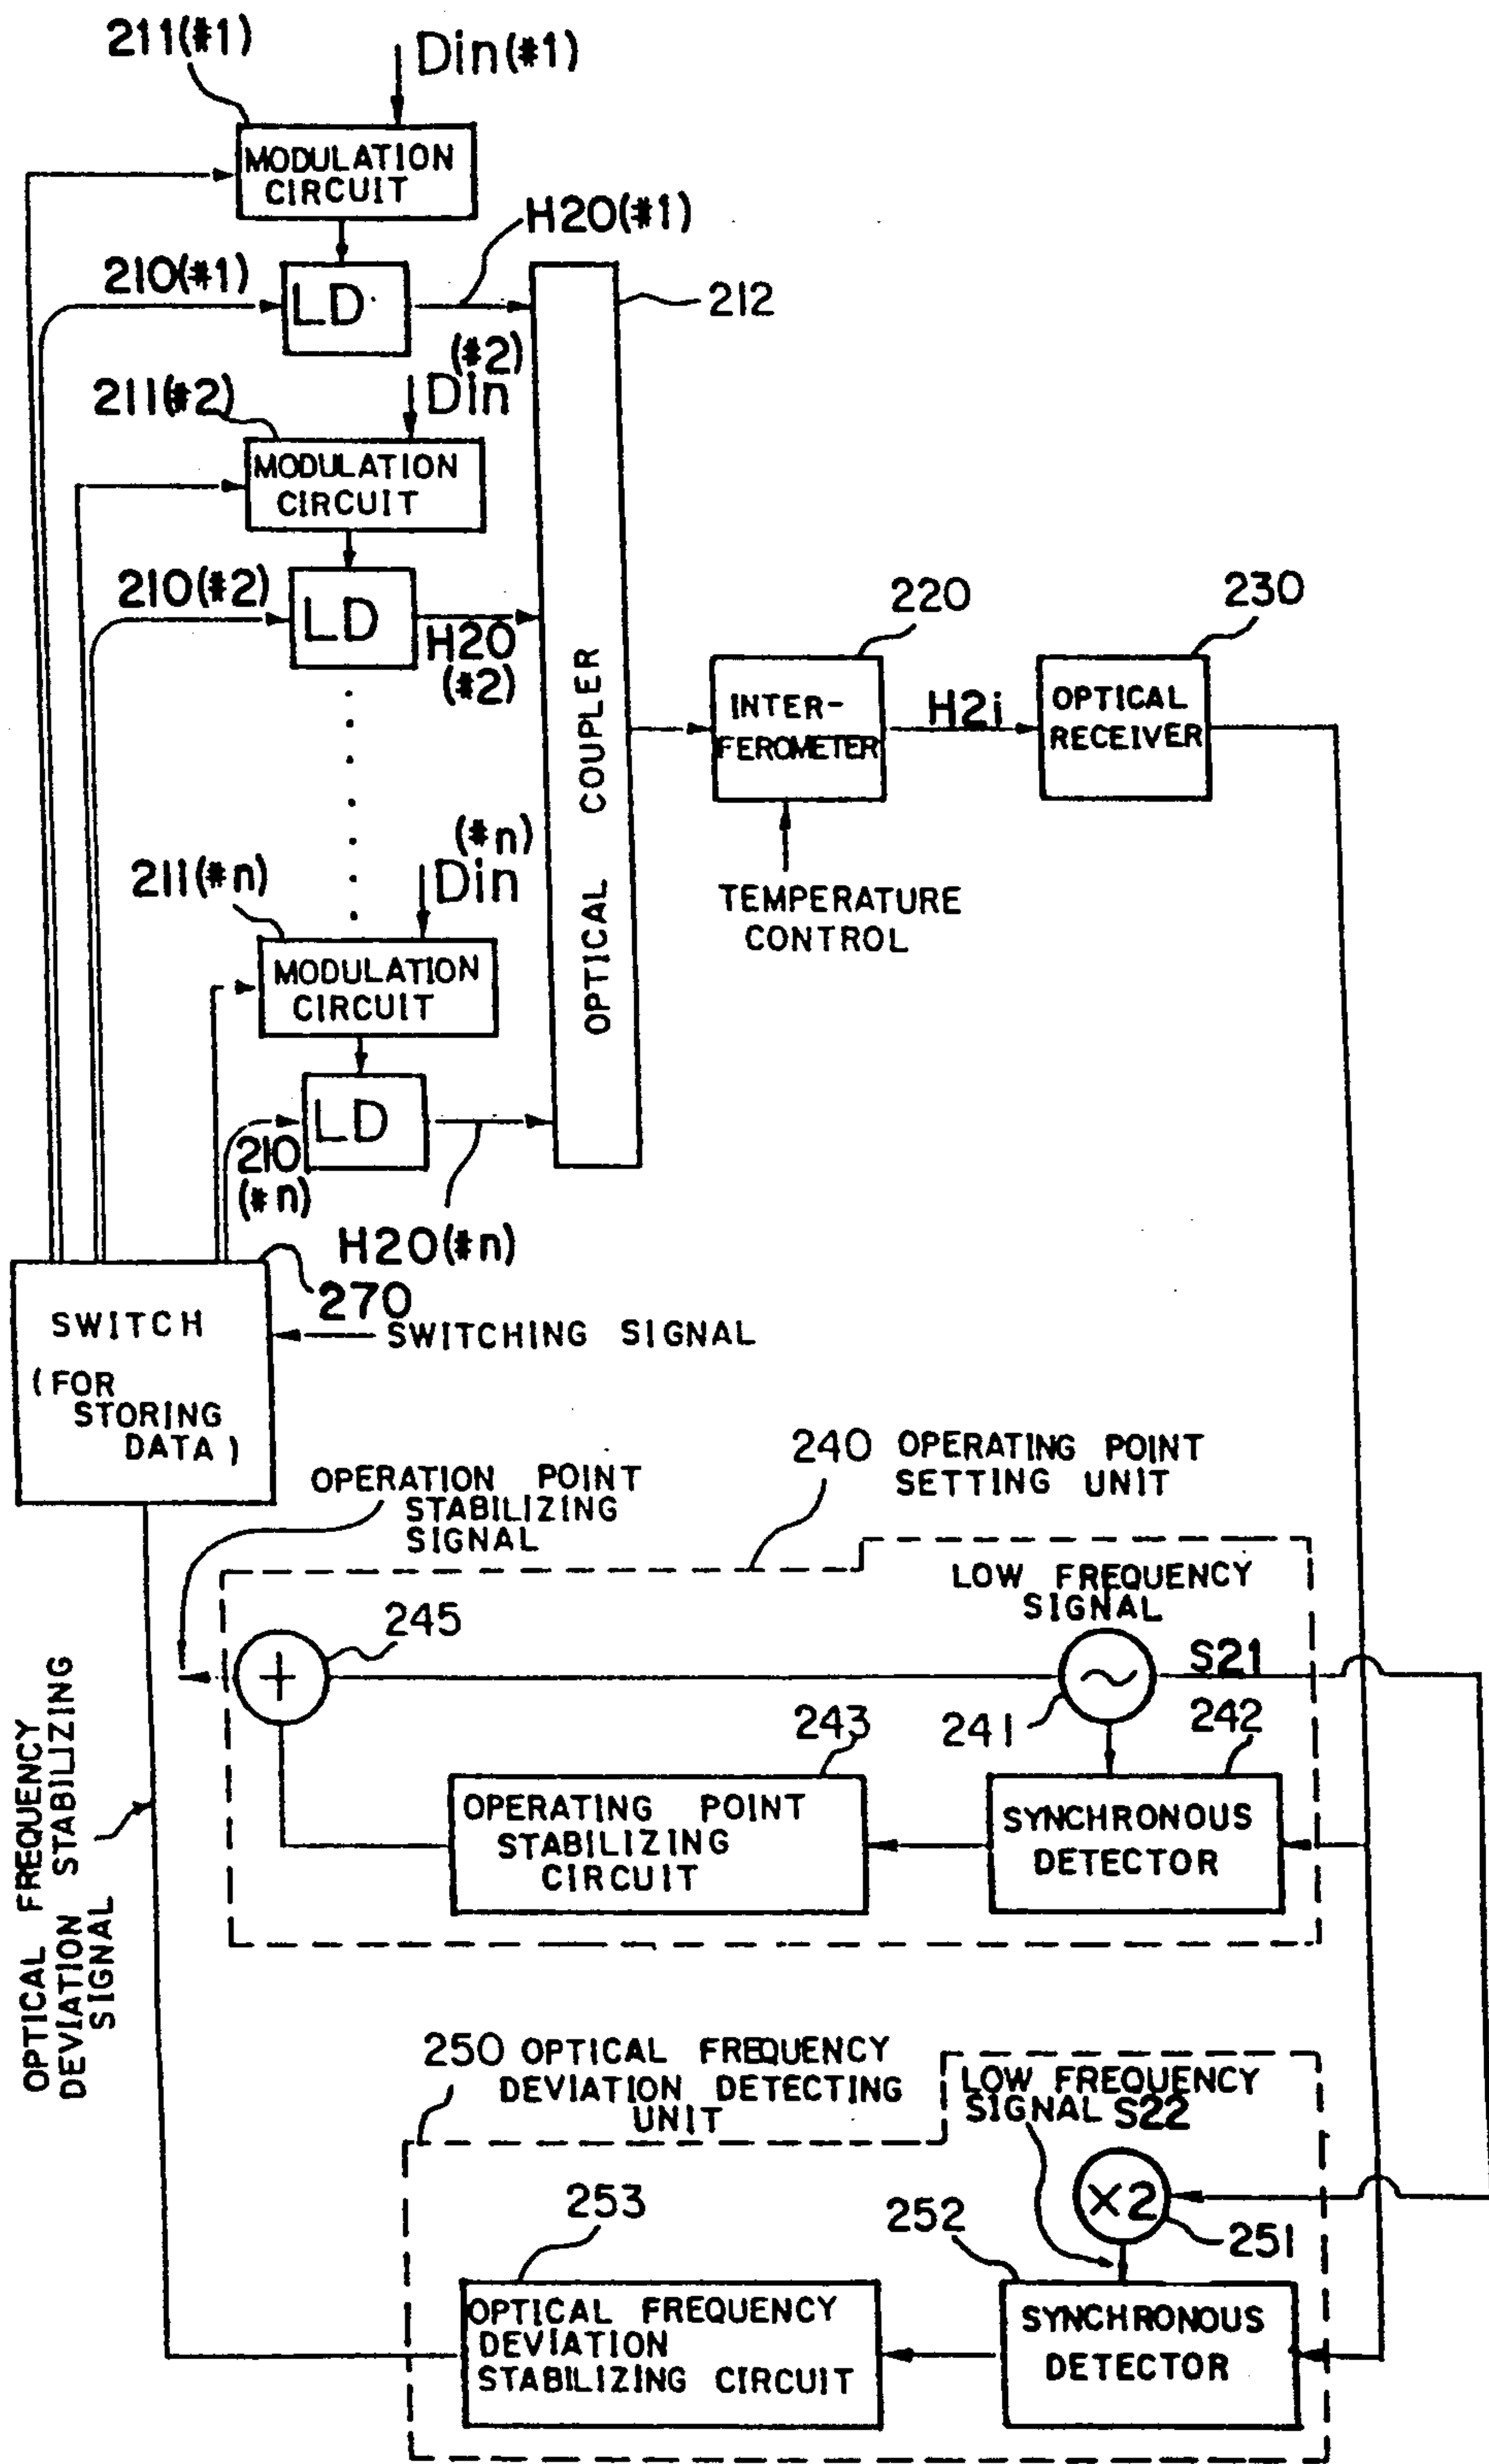 211(#1)
Din(#1)
MODULATION
CIRCUIT
H20(#1)
210(#1)
LD
212
(#2)
Din
211(#2)
MODULATION
CIRCUIT
210(#2)
LD
H20
(#2)
OPTICAL COUPLER
220
230
INTER-
FEROMETER
H2i
OPTICAL
RECEIVER
TEMPERATURE
CONTROL
(#n)
Din
211(#n)
MODULATION
CIRCUIT
LD
210
(#n)
H20(#n)
270
SWITCH
(FOR
STORING
DATA)
SWITCHING SIGNAL
OPERATION POINT
STABILIZING
SIGNAL
240 OPERATING POINT
SETTING UNIT
LOW FREQUENCY
SIGNAL
245
+
S21
241
242
243
OPERATING POINT
STABILIZING
CIRCUIT
SYNCHRONOUS
DETECTOR
OPTICAL FREQUENCY
DEVIATION STABILIZING
SIGNAL
250 OPTICAL FREQUENCY
DEVIATION DETECTING
UNIT
LOW FREQUENCY
SIGNAL S22
×2
251
252
253
OPTICAL FREQUENCY
DEVIATION
STABILIZING CIRCUIT
SYNCHRONOUS
DETECTOR